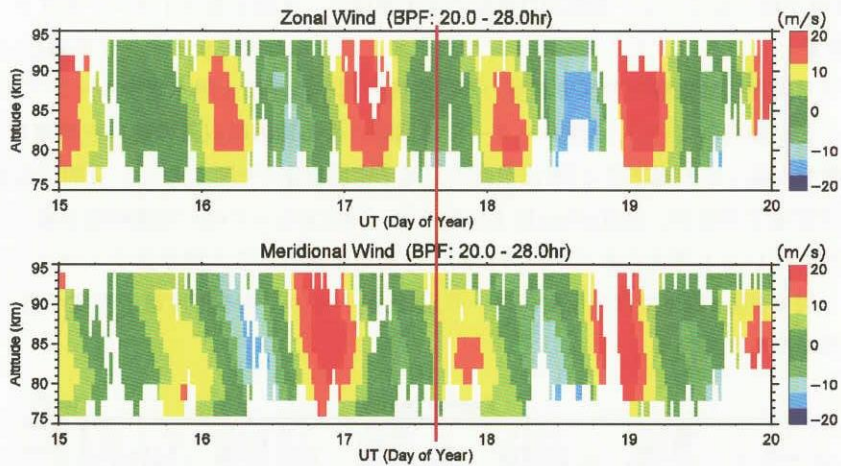 Zonal Wind (BPF: 20.0 - 28.0hr)
(m/s)
95
90
85
80
75
Altitude (km)
20
10
0
−10
−20
15 16 17 18 19 20
UT (Day of Year)
Meridional Wind (BPF: 20.0 - 28.0hr)
(m/s)
95
90
85
80
75
Altitude (km)
20
10
0
−10
−20
15 16 17 18 19 20
UT (Day of Year)